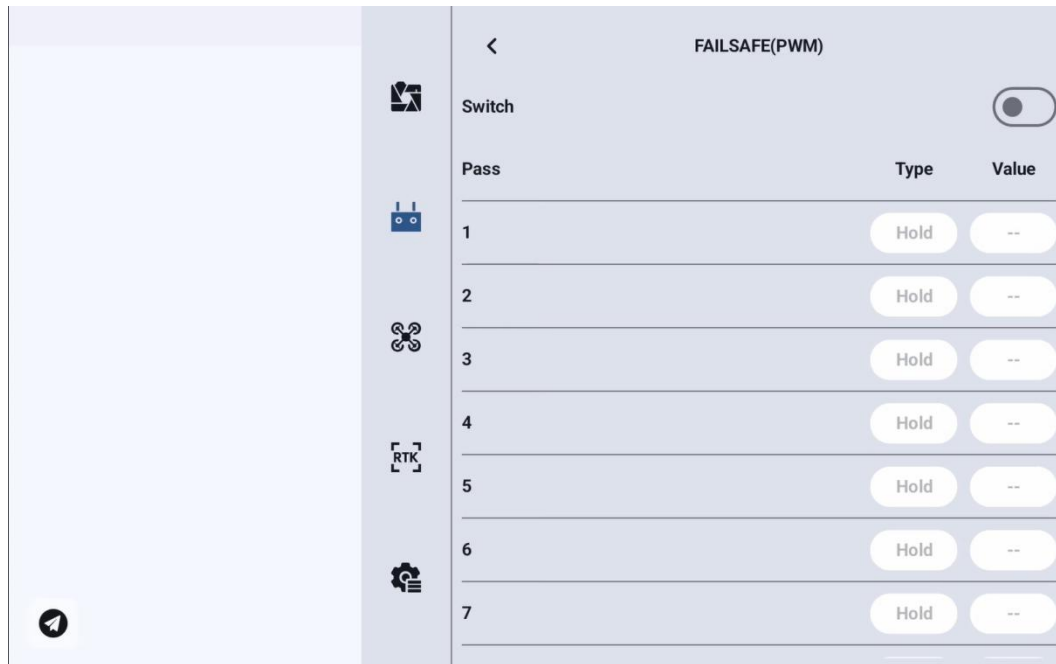 FAILSAFE(PWM)
Switch
Pass Type Value
1 Hold --
2 Hold --
3 Hold --
4 Hold --
RTK
5 Hold --
6 Hold --
7 Hold --